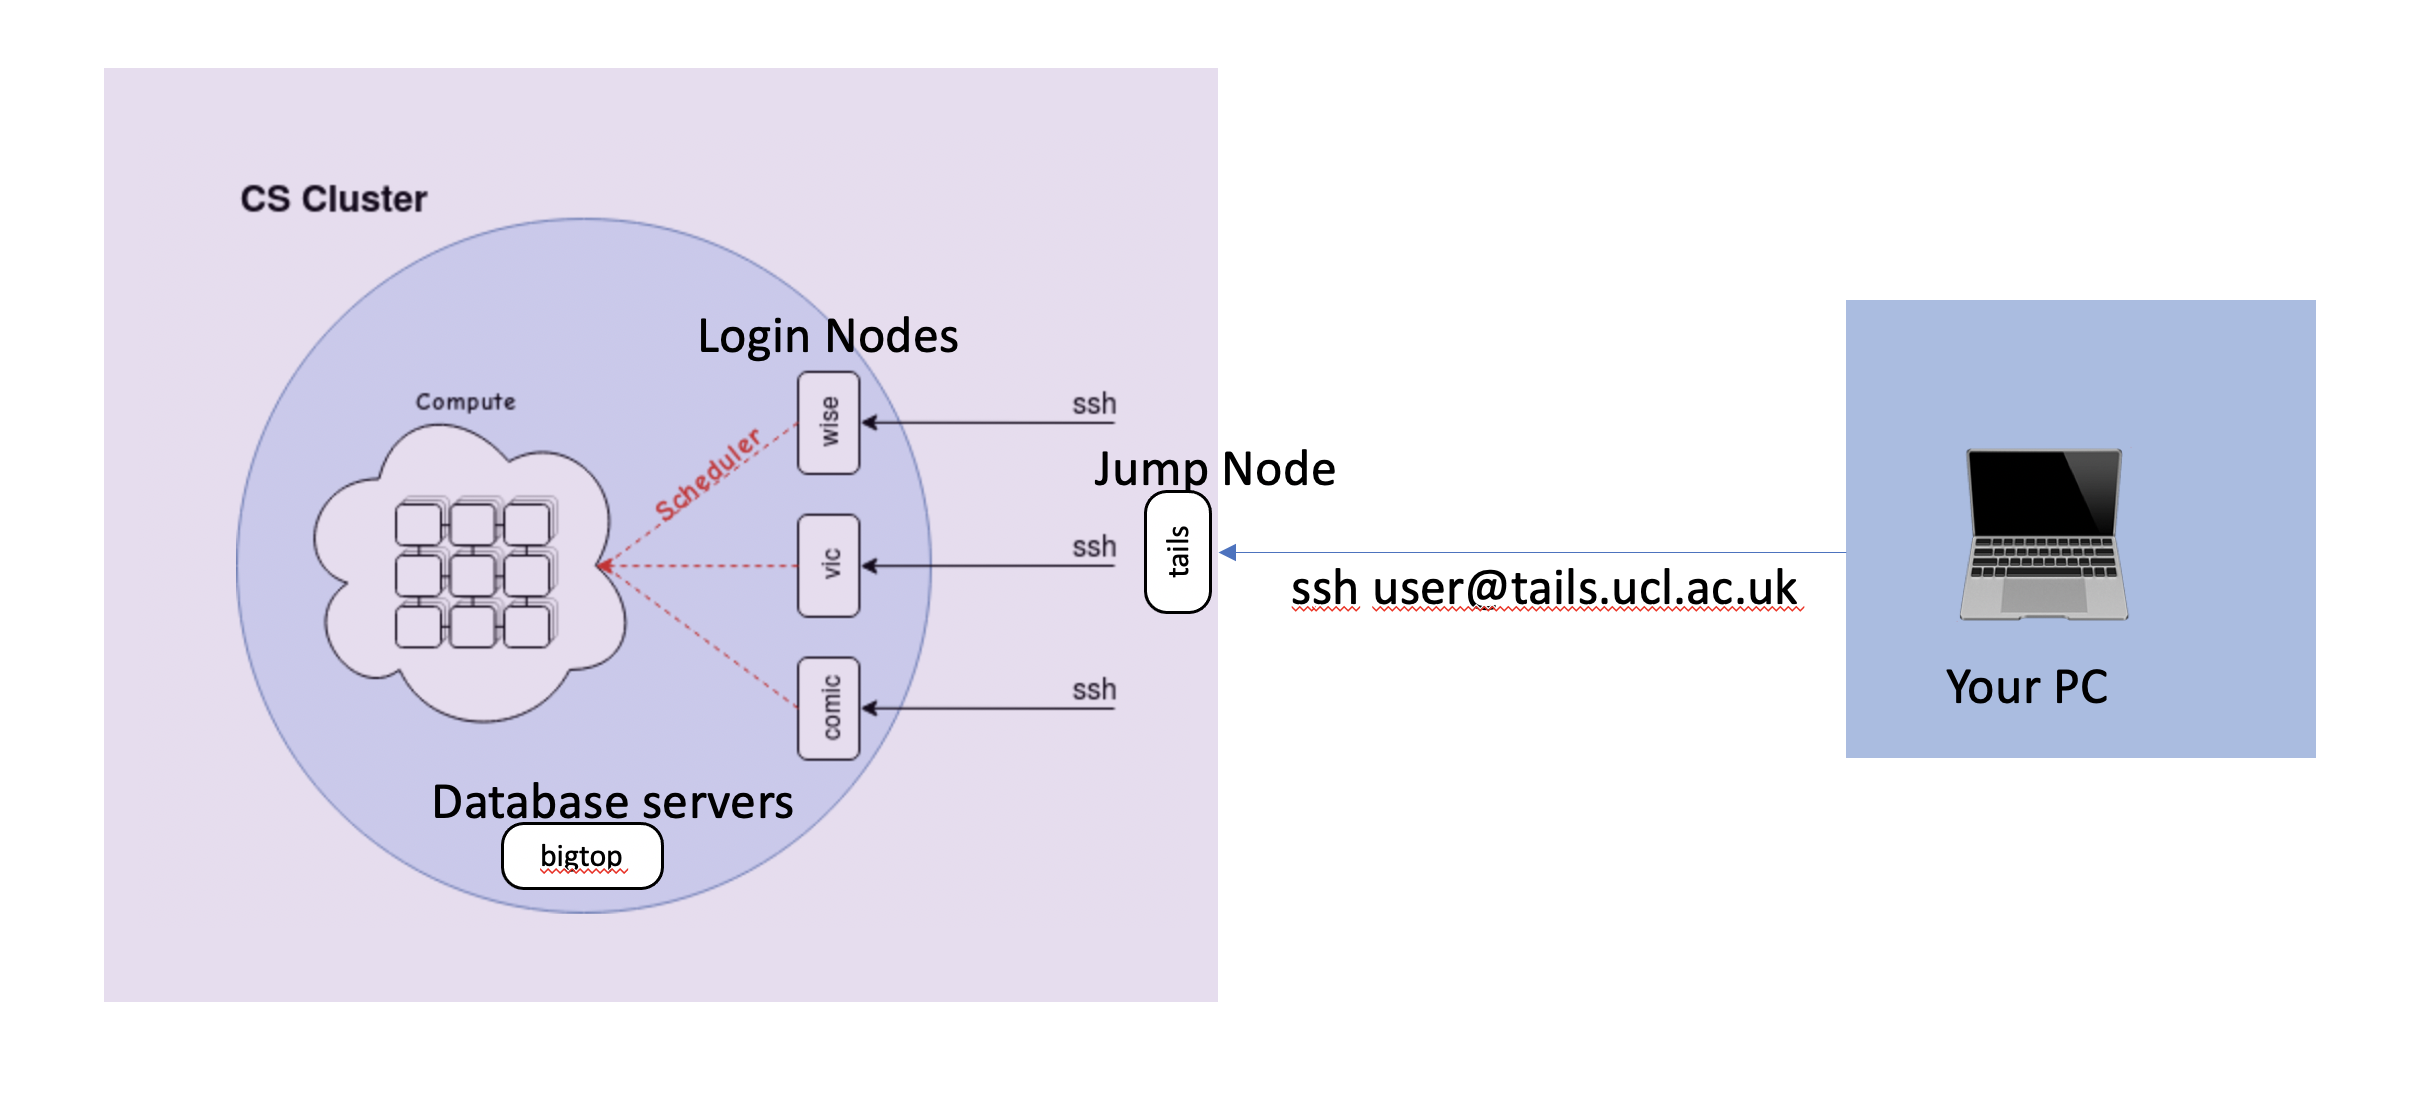 CS Cluster
Login Nodes
Compute
Scheduler
wise
ssh
Jump Node
tails
vic
ssh
ssh user@tails.ucl.ac.uk
comic
ssh
Your PC
Database servers
bigtop